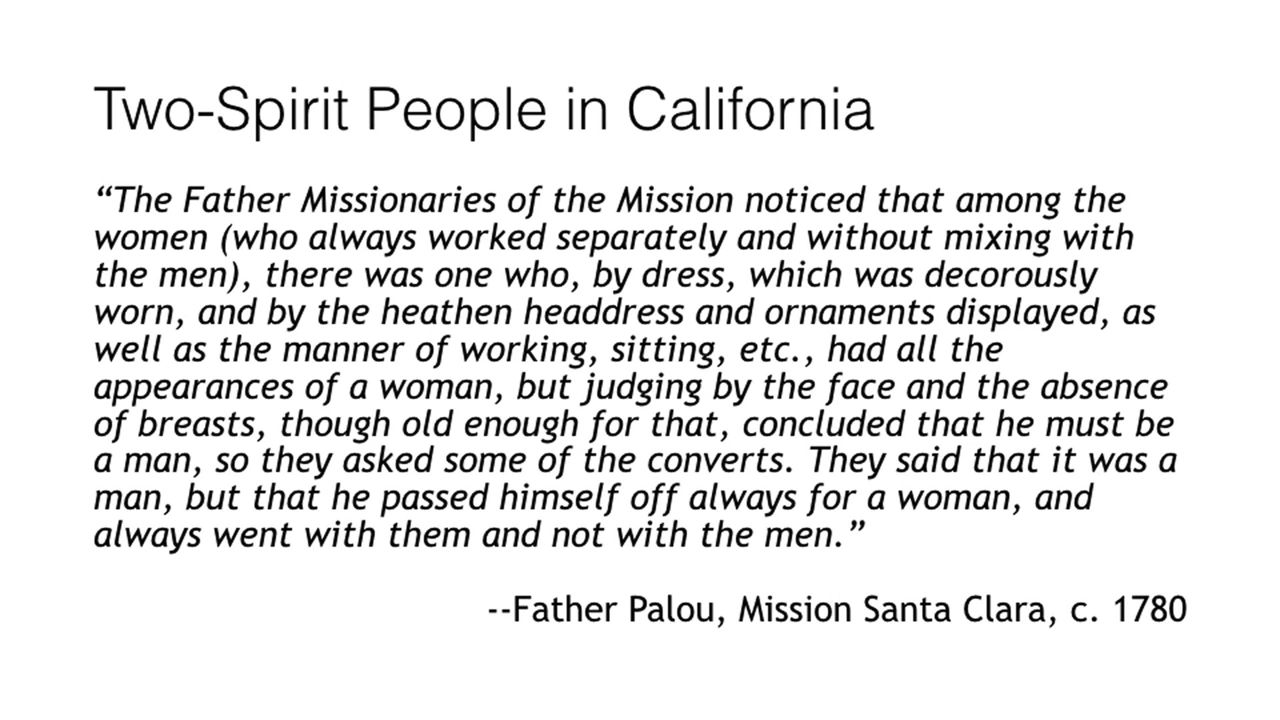 Two-Spirit People in California
“The Father Missionaries of the Mission noticed that among the
women (who always worked separately and without mixing with
the men), there was one who, by dress, which was decorously
worn, and by the heathen headdress and ornaments displayed, as
well as the manner of working, sitting, etc., had all the
appearances of a woman, but judging by the face and the absence
of breasts, though old enough for that, concluded that he must be
a man, so they asked some of the converts. They said that it was a
man, but that he passed himself off always for a woman, and
always went with them and not with the men.”
--Father Palou, Mission Santa Clara, c. 1780